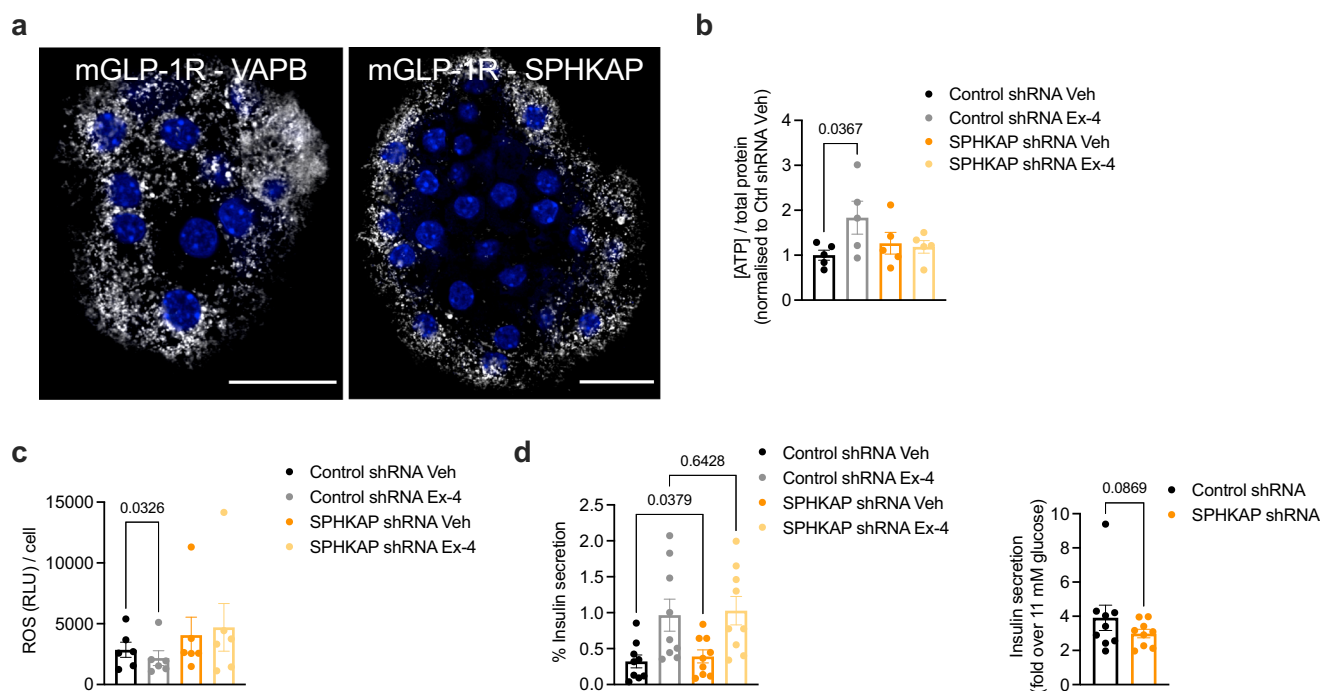 a
mGLP-1R - VAPB
mGLP-1R - SPHKAP
b
Control shRNA Veh
Control shRNA Ex-4
SPHKAP shRNA Veh
SPHKAP shRNA Ex-4
0.0367
4
3
2
1
0
[ATP] / total protein
(normalised to Ctrl shRNA Veh)
c
Control shRNA Veh
Control shRNA Ex-4
SPHKAP shRNA Veh
SPHKAP shRNA Ex-4
0.0326
15000
10000
5000
0
ROS (RLU) / cell
d
Control shRNA Veh
Control shRNA Ex-4
SPHKAP shRNA Veh
SPHKAP shRNA Ex-4
0.6428
0.0379
2.5
2.0
1.5
1.0
0.5
0.0
% Insulin secretion
Control shRNA
SPHKAP shRNA
0.0869
10
8
6
4
2
0
Insulin secretion
(fold over 11 mM glucose)